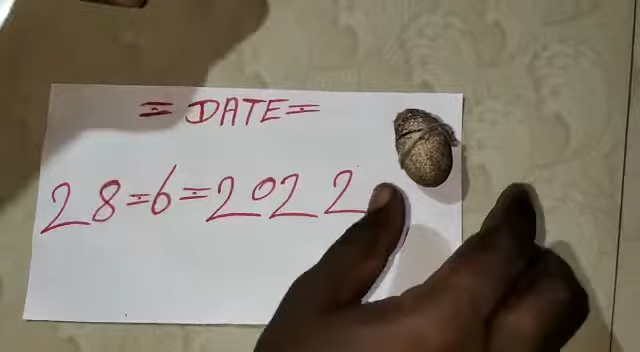 = DATE =
28=6=2022